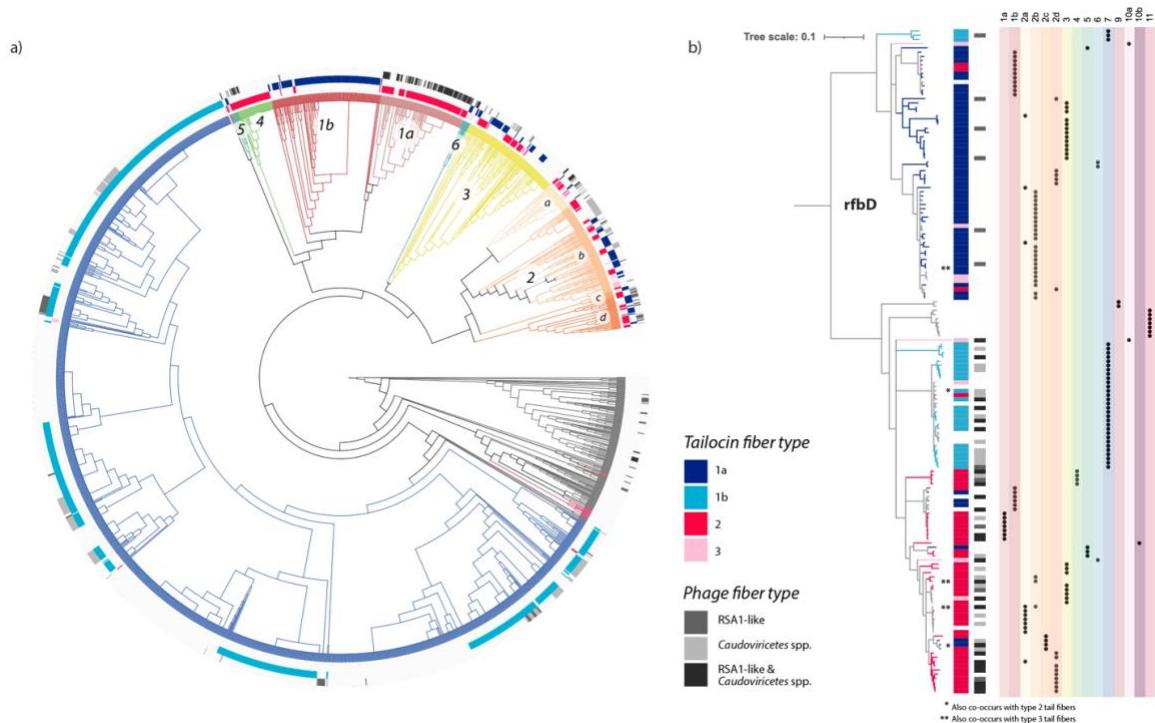 a)
5
4
1b
1a
6
3
a
2
b
c
d
Tailocin fiber type
1a
1b
2
3
Phage fiber type
RSA1-like
Caudoviricetes spp.
RSA1-like &
Caudoviricetes spp.
b)
Tree scale: 0.1
1a 1b 2a 2b 2c 2d 3 4 5 6 7 9 10a 10b 11
rfbD
**
*
**
**
*
* Also co-occurs with type 2 tail fibers
** Also co-occurs with type 3 tail fibers